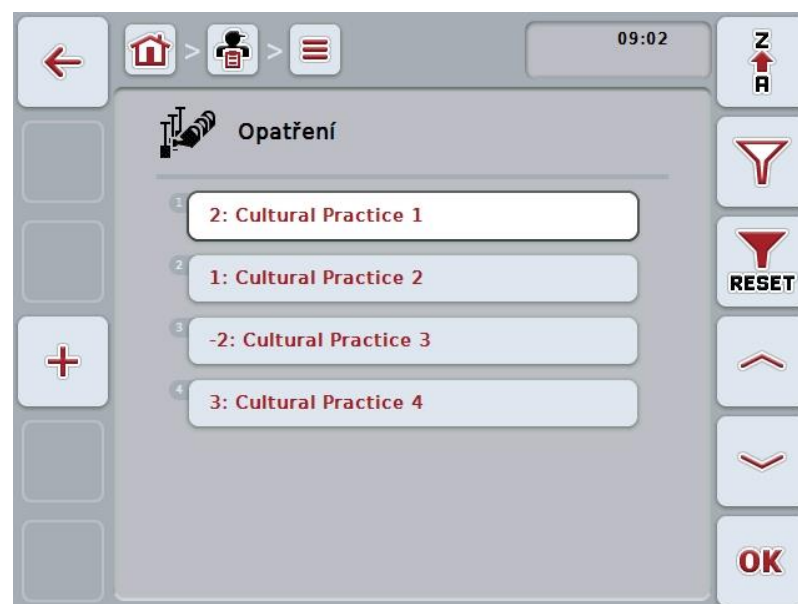 > > 09:02
Z
A
Opatření
1
2: Cultural Practice 1
2
1: Cultural Practice 2
RESET
3
-2: Cultural Practice 3
4
3: Cultural Practice 4
OK